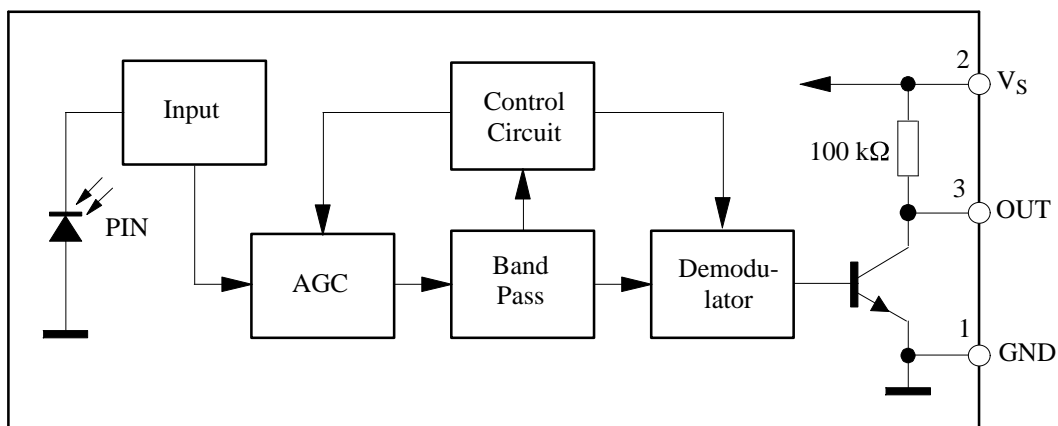 Input
Control
Circuit
2
V_S
100 kΩ
3
OUT
PIN
AGC
Band
Pass
Demodu-
lator
1
GND